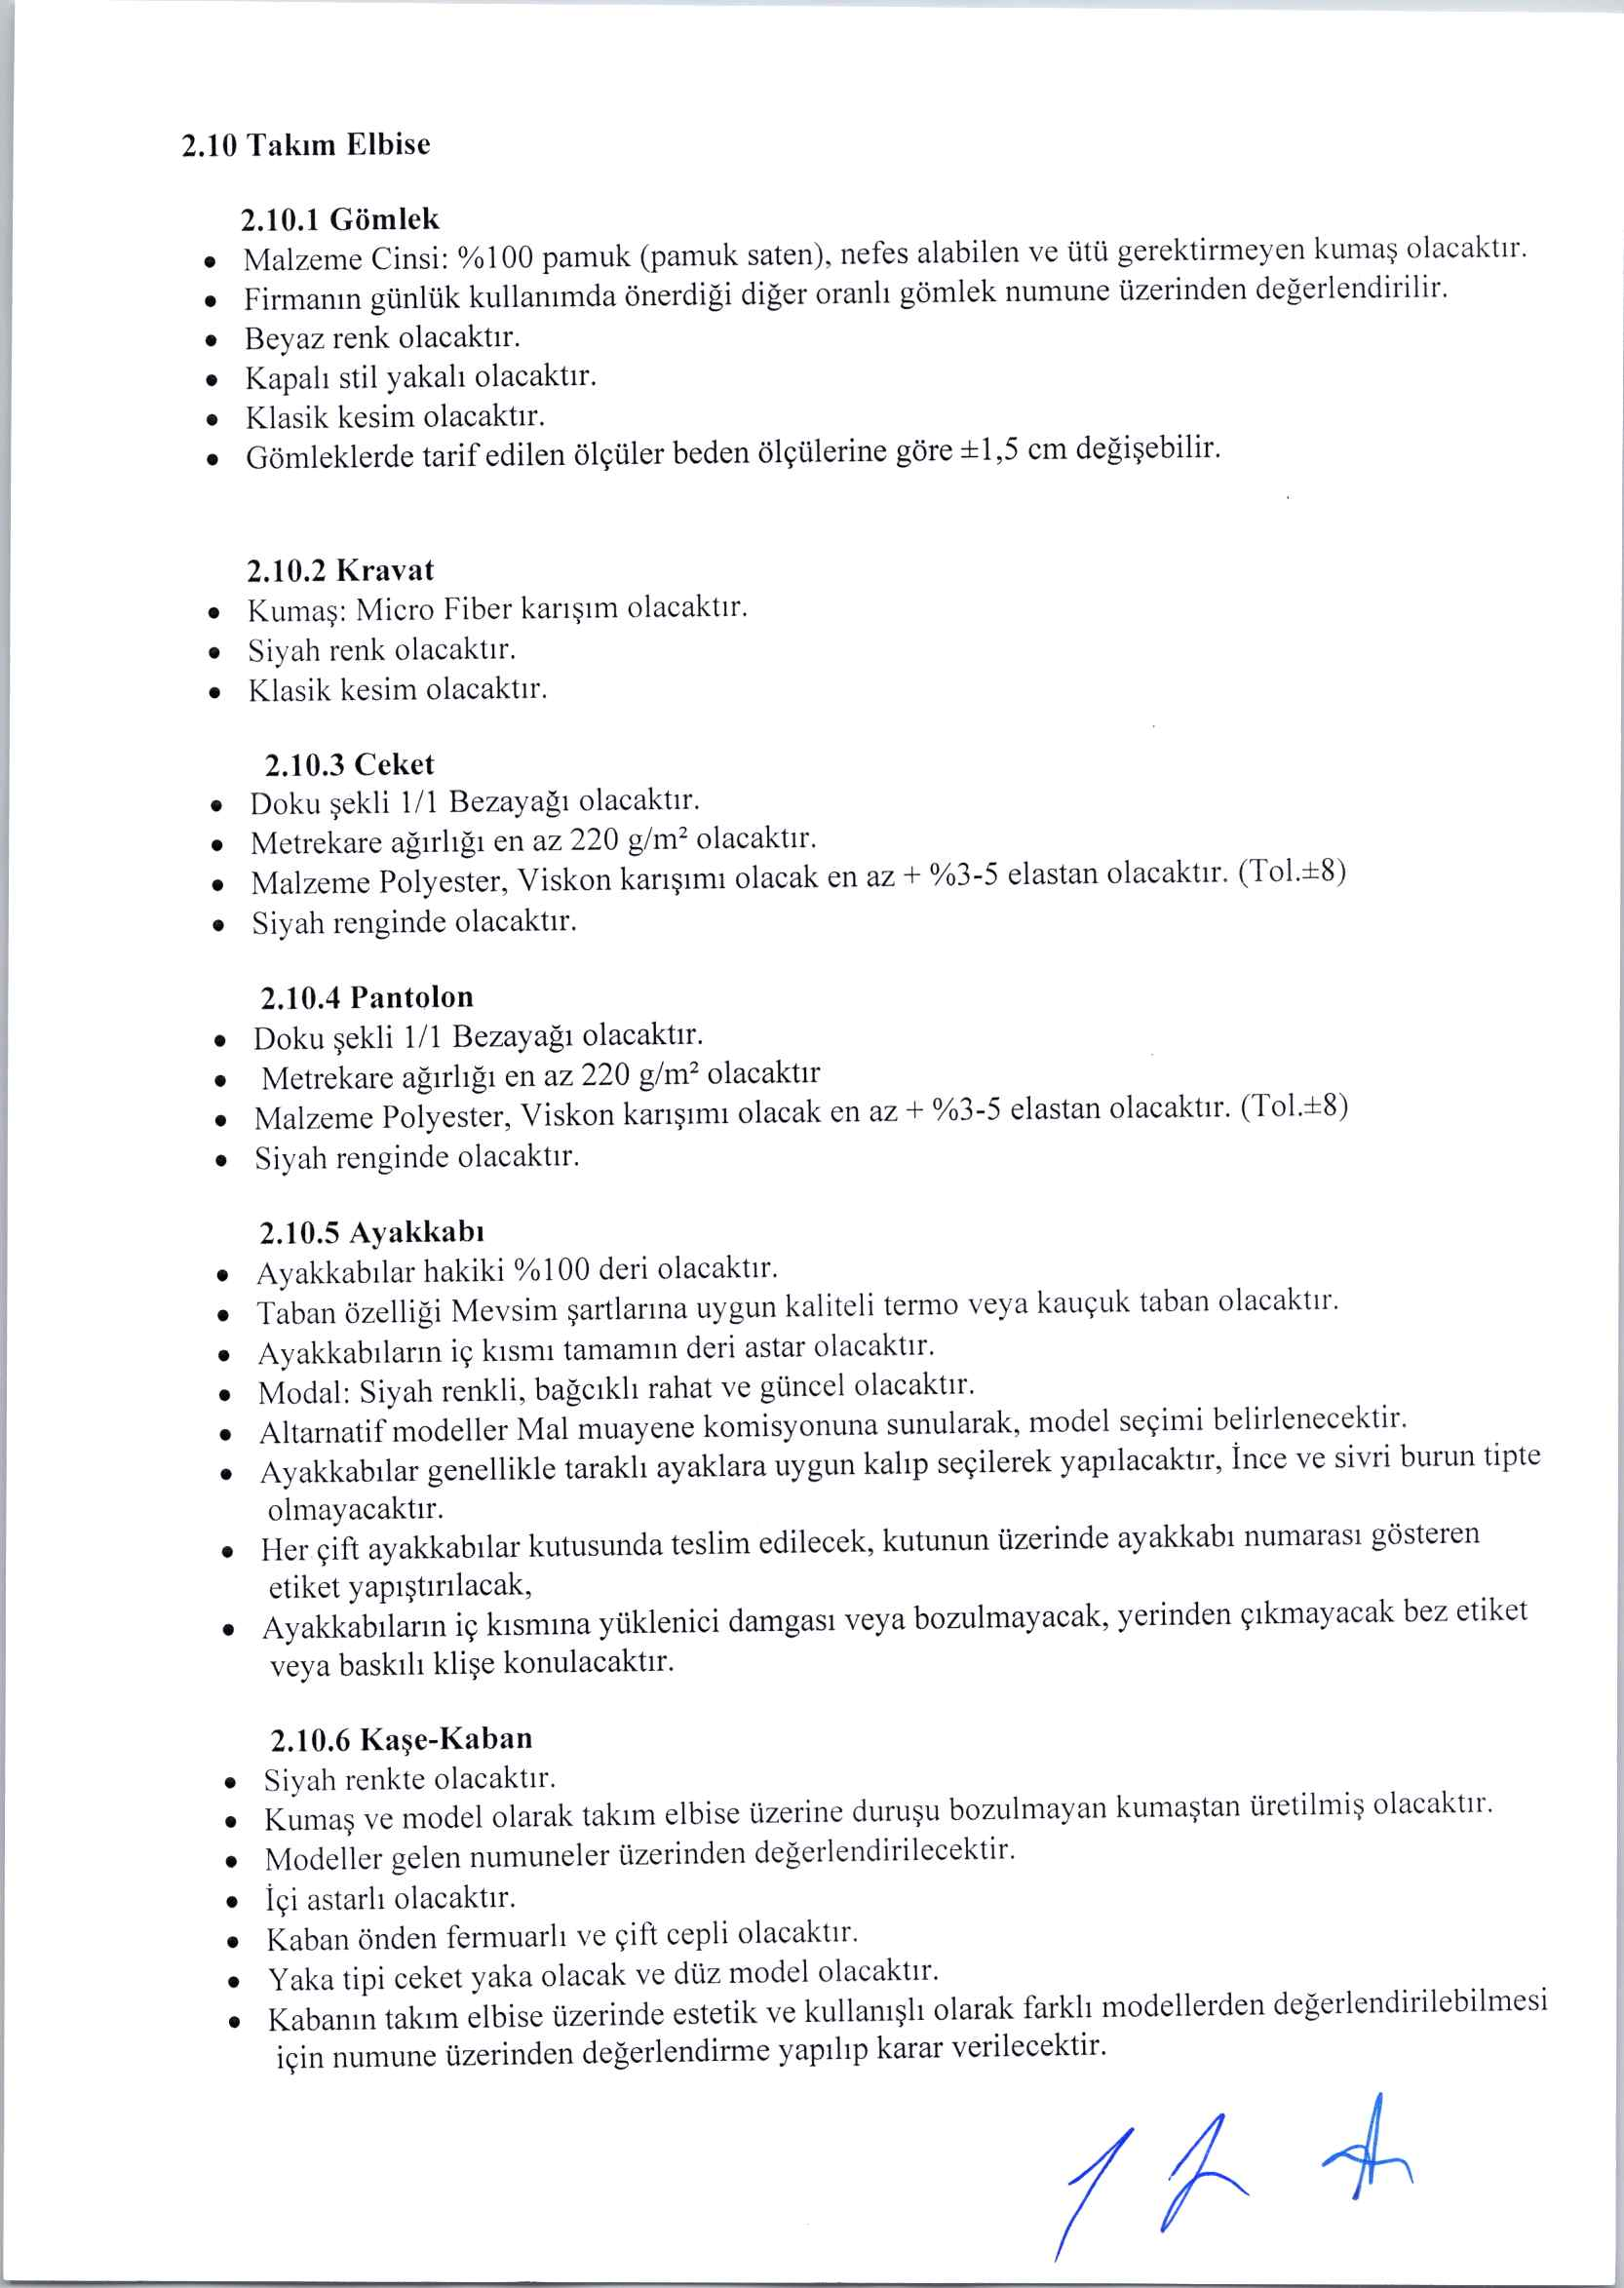 2.10 Takım Elbise
2.10.1 Gömlek
• Malzeme Cinsi: %100 pamuk (pamuk saten), nefes alabilen ve ütü gerektirmeyen kumaş olacaktır.
• Firmanın günlük kullanımda önerdiği diğer oranlı gömlek numune üzerinden değerlendirilir.
• Beyaz renk olacaktır.
• Kapalı stil yakalı olacaktır.
• Klasik kesim olacaktır.
• Gömleklerde tarif edilen ölçüler beden ölçülerine göre ±1,5 cm değişebilir.
2.10.2 Kravat
• Kumaş: Micro Fiber karışım olacaktır.
• Siyah renk olacaktır.
• Klasik kesim olacaktır.
2.10.3 Ceket
• Doku şekli 1/1 Bezayağı olacaktır.
• Metrekare ağırlığı en az 220 g/m² olacaktır.
• Malzeme Polyester, Viskon karışımı olacak en az + %3-5 elastan olacaktır. (Tol.±8)
• Siyah renginde olacaktır.
2.10.4 Pantolon
• Doku şekli 1/1 Bezayağı olacaktır.
• Metrekare ağırlığı en az 220 g/m² olacaktır
• Malzeme Polyester, Viskon karışımı olacak en az + %3-5 elastan olacaktır. (Tol.±8)
• Siyah renginde olacaktır.
2.10.5 Ayakkabı
• Ayakkabılar hakiki %100 deri olacaktır.
• Taban özelliği Mevsim şartlarına uygun kaliteli termo veya kauçuk taban olacaktır.
• Ayakkabıların iç kısmı tamamın deri astar olacaktır.
• Modal: Siyah renkli, bağcıklı rahat ve güncel olacaktır.
• Altarnatif modeller Mal muayene komisyonuna sunularak, model seçimi belirlenecektir.
• Ayakkabılar genellikle taraklı ayaklara uygun kalıp seçilerek yapılacaktır, İnce ve sivri burun tipte
olmayacaktır.
• Her çift ayakkabılar kutusunda teslim edilecek, kutunun üzerinde ayakkabı numarası gösteren
etiket yapıştırılacak,
• Ayakkabıların iç kısmına yüklenici damgası veya bozulmayacak, yerinden çıkmayacak bez etiket
veya baskılı klişe konulacaktır.
2.10.6 Kaşe-Kaban
• Siyah renkte olacaktır.
• Kumaş ve model olarak takım elbise üzerine duruşu bozulmayan kumaştan üretilmiş olacaktır.
• Modeller gelen numuneler üzerinden değerlendirilecektir.
• İçi astarlı olacaktır.
• Kaban önden fermuarlı ve çift cepli olacaktır.
• Yaka tipi ceket yaka olacak ve düz model olacaktır.
• Kabanın takım elbise üzerinde estetik ve kullanışlı olarak farklı modellerden değerlendirilebilmesi
için numune üzerinden değerlendirme yapılıp karar verilecektir.